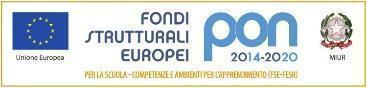 FONDI
STRUTTURALI
EUROPEI
pon
2014-2020
Unione Europea
MIUR
PER LA SCUOLA - COMPETENZE E AMBIENTI PER L'APPRENDIMENTO (FSE-FESR)